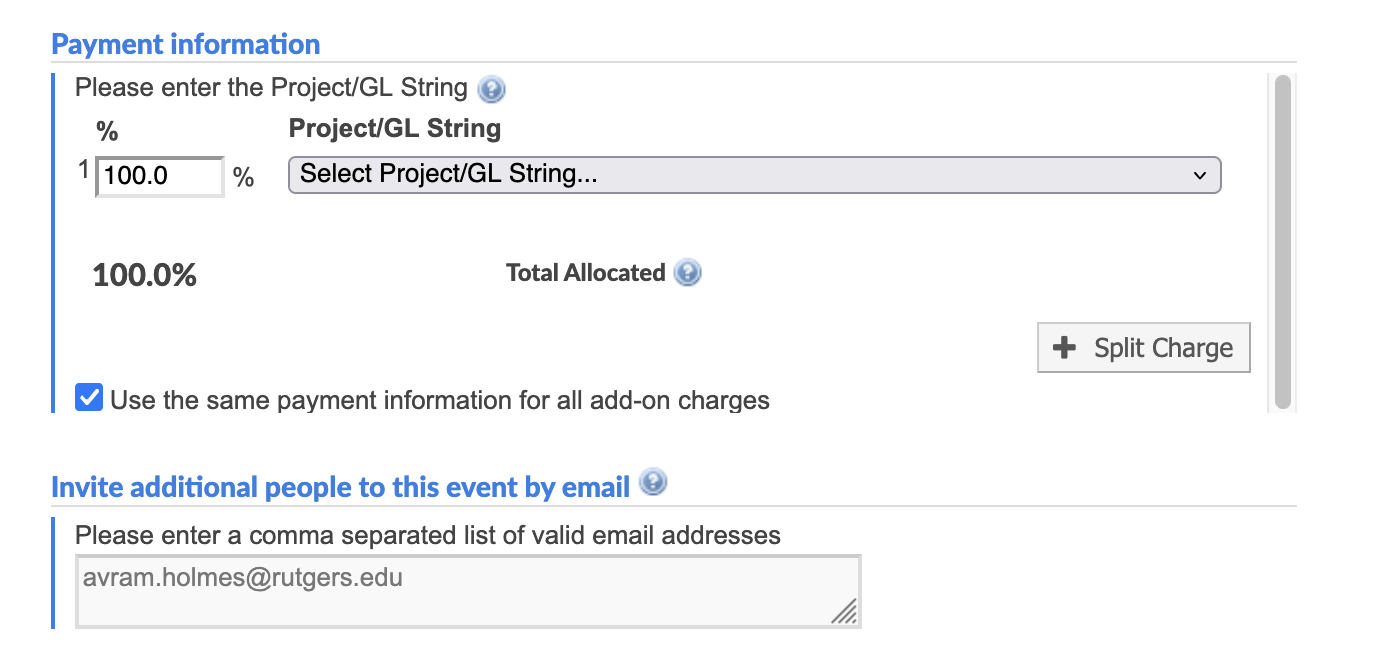 Payment information
Please enter the Project/GL String
% Project/GL String
1 100.0 % Select Project/GL String...
100.0% Total Allocated
Split Charge
Use the same payment information for all add-on charges
Invite additional people to this event by email
Please enter a comma separated list of valid email addresses
avram.holmes@rutgers.edu